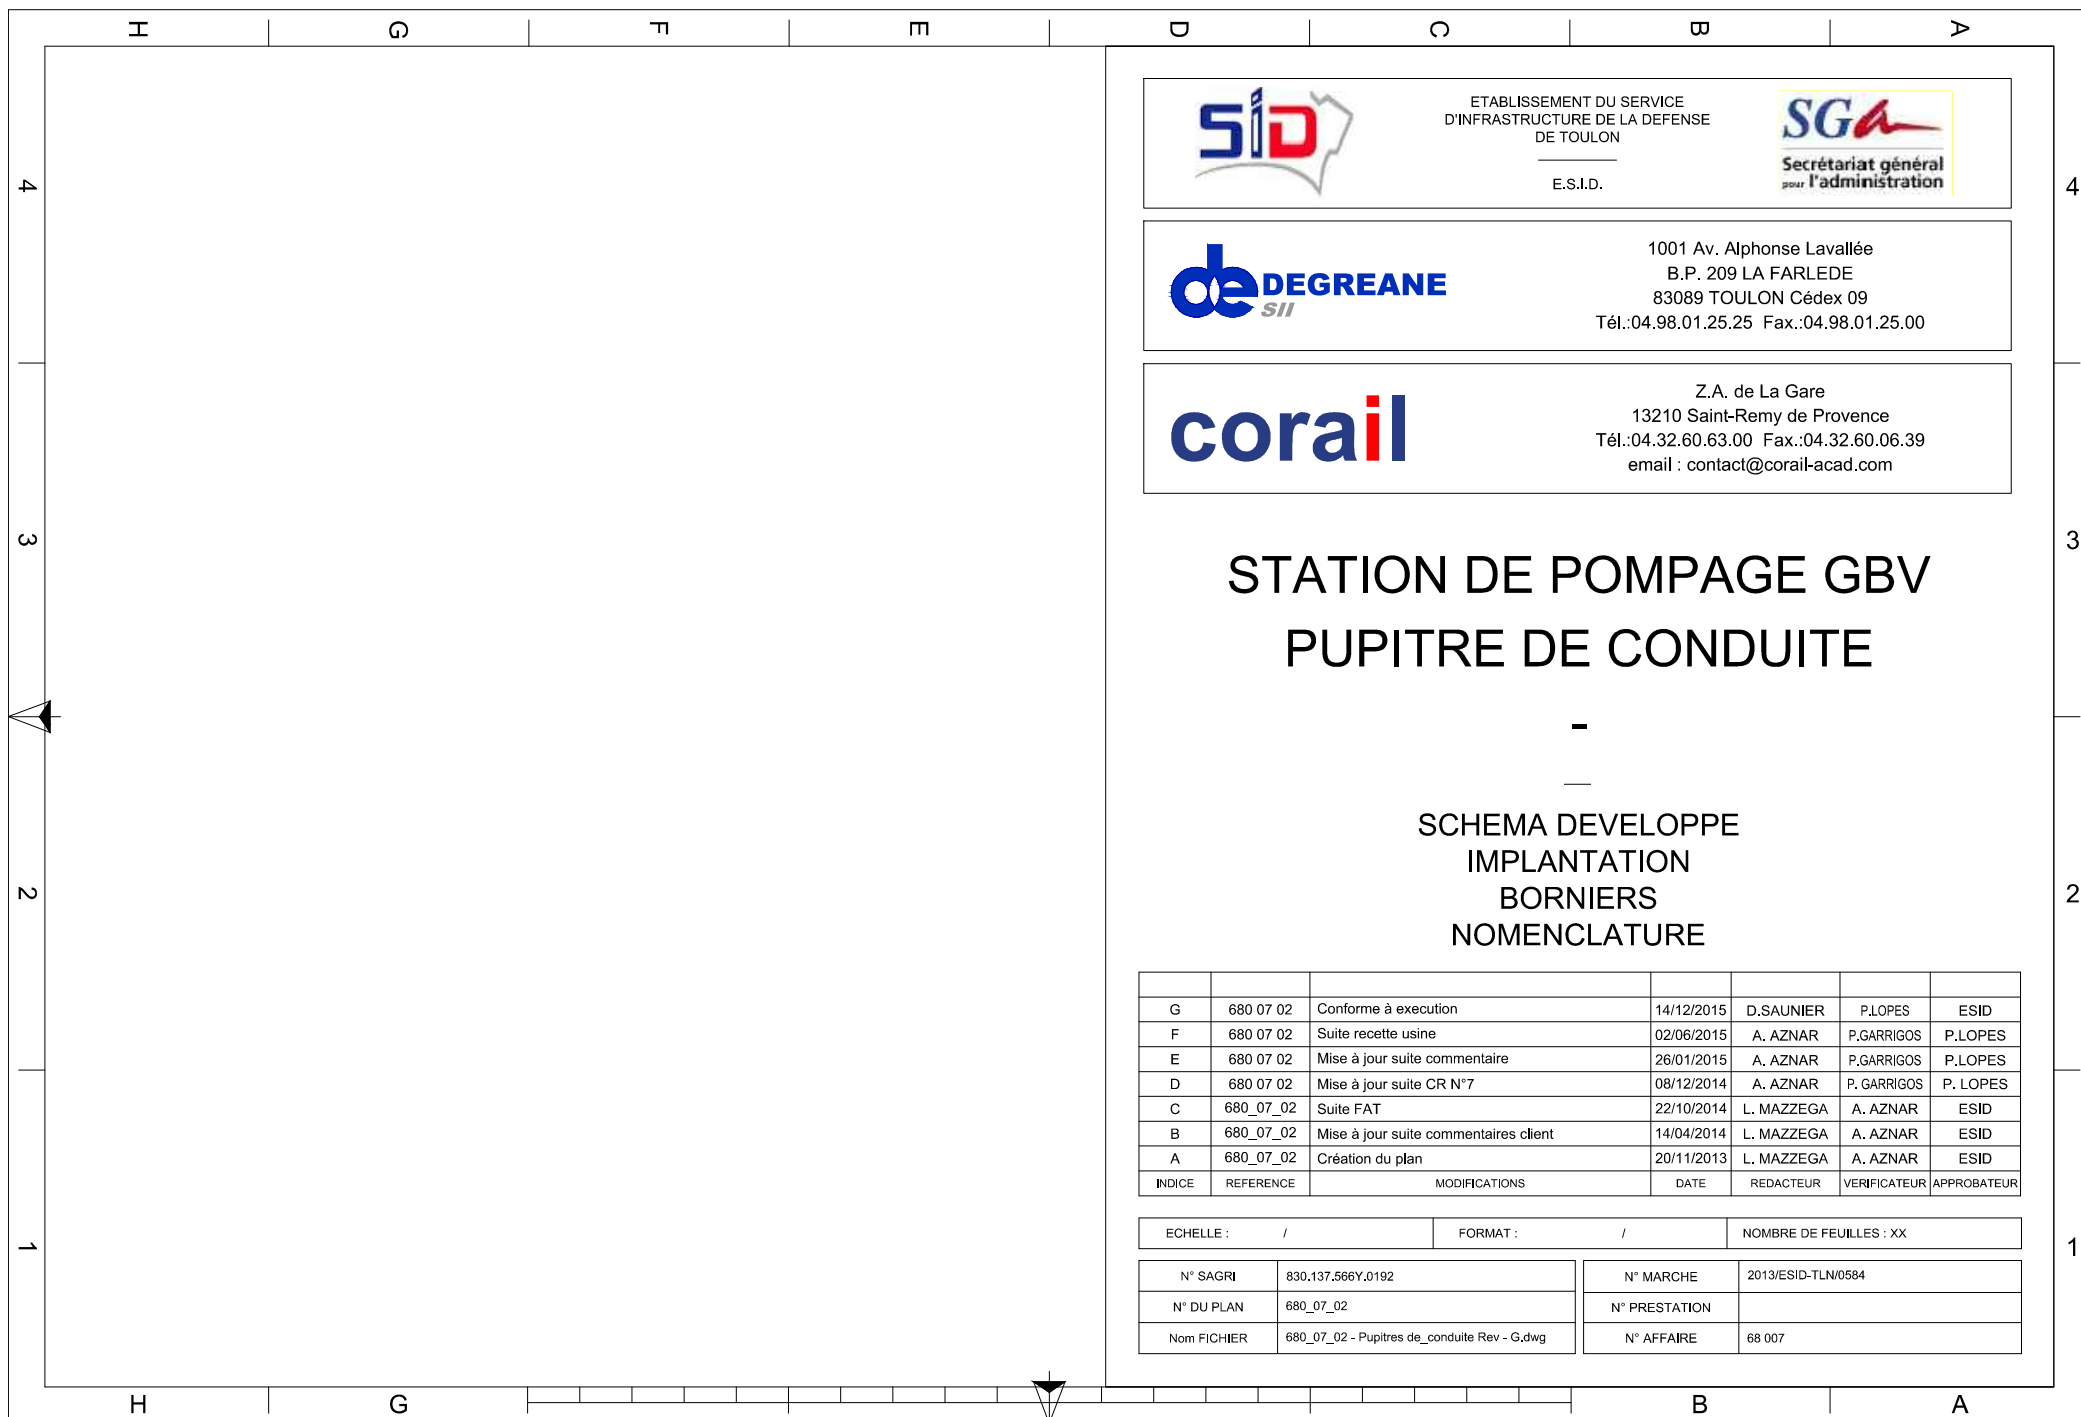 H G F E D C B A
SID
ETABLISSEMENT DU SERVICE
D'INFRASTRUCTURE DE LA DEFENSE
DE TOULON
E.S.I.D.
SGA
Secrétariat général
pour l'administration
4 4
de DEGREANE
SII
1001 Av. Alphonse Lavallée
B.P. 209 LA FARLEDE
83089 TOULON Cédex 09
Tél.:04.98.01.25.25 Fax.:04.98.01.25.00
corail
Z.A. de La Gare
13210 Saint-Remy de Provence
Tél.:04.32.60.63.00 Fax.:04.32.60.06.39
email : contact@corail-acad.com
3 3
STATION DE POMPAGE GBV
PUPITRE DE CONDUITE
-
SCHEMA DEVELOPPE
IMPLANTATION
BORNIERS
NOMENCLATURE
2 2
G 680 07 02 Conforme à execution 14/12/2015 D.SAUNIER P.LOPES ESID
F 680 07 02 Suite recette usine 02/06/2015 A. AZNAR P.GARRIGOS P.LOPES
E 680 07 02 Mise à jour suite commentaire 26/01/2015 A. AZNAR P.GARRIGOS P.LOPES
D 680 07 02 Mise à jour suite CR N°7 08/12/2014 A. AZNAR P. GARRIGOS P. LOPES
C 680_07_02 Suite FAT 22/10/2014 L. MAZZEGA A. AZNAR ESID
B 680_07_02 Mise à jour suite commentaires client 14/04/2014 L. MAZZEGA A. AZNAR ESID
A 680_07_02 Création du plan 20/11/2013 L. MAZZEGA A. AZNAR ESID
INDICE REFERENCE MODIFICATIONS DATE REDACTEUR VERIFICATEUR APPROBATEUR
ECHELLE : / FORMAT : / NOMBRE DE FEUILLES : XX
1 1
N° SAGRI 830.137.566Y.0192 N° MARCHE 2013/ESID-TLN/0584
N° DU PLAN 680_07_02 N° PRESTATION
Nom FICHIER 680_07_02 - Pupitres de_conduite Rev - G.dwg N° AFFAIRE 68 007
H G B A